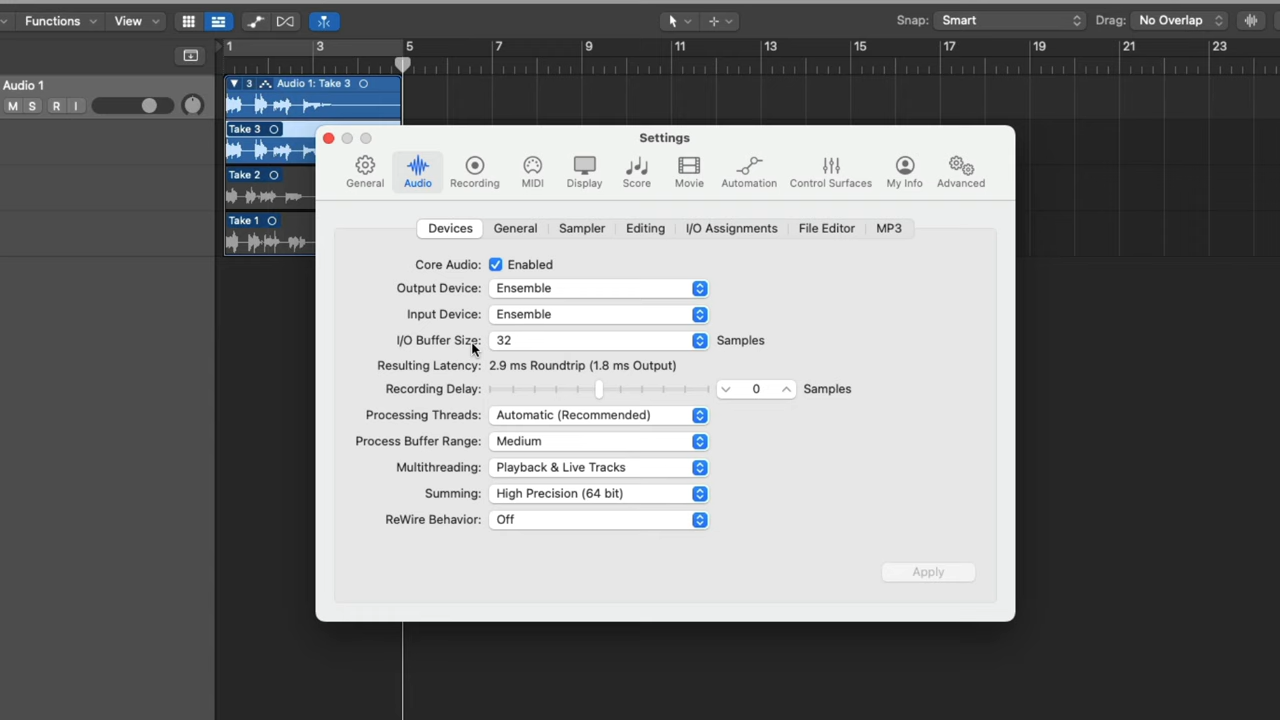 Functions View Snap: Smart Drag: No Overlap
1 3 5 7 9 11 13 15 17 19 21 23
Audio 1
M S R I
3 Audio 1: Take 3
Take 3
Take 2
Take 1
Settings
General Audio Recording MIDI Display Score Movie Automation Control Surfaces My Info Advanced
Devices General Sampler Editing I/O Assignments File Editor MP3
Core Audio: Enabled
Output Device: Ensemble
Input Device: Ensemble
I/O Buffer Size: 32 Samples
Resulting Latency: 2.9 ms Roundtrip (1.8 ms Output)
Recording Delay: 0 Samples
Processing Threads: Automatic (Recommended)
Process Buffer Range: Medium
Multithreading: Playback & Live Tracks
Summing: High Precision (64 bit)
ReWire Behavior: Off
Apply